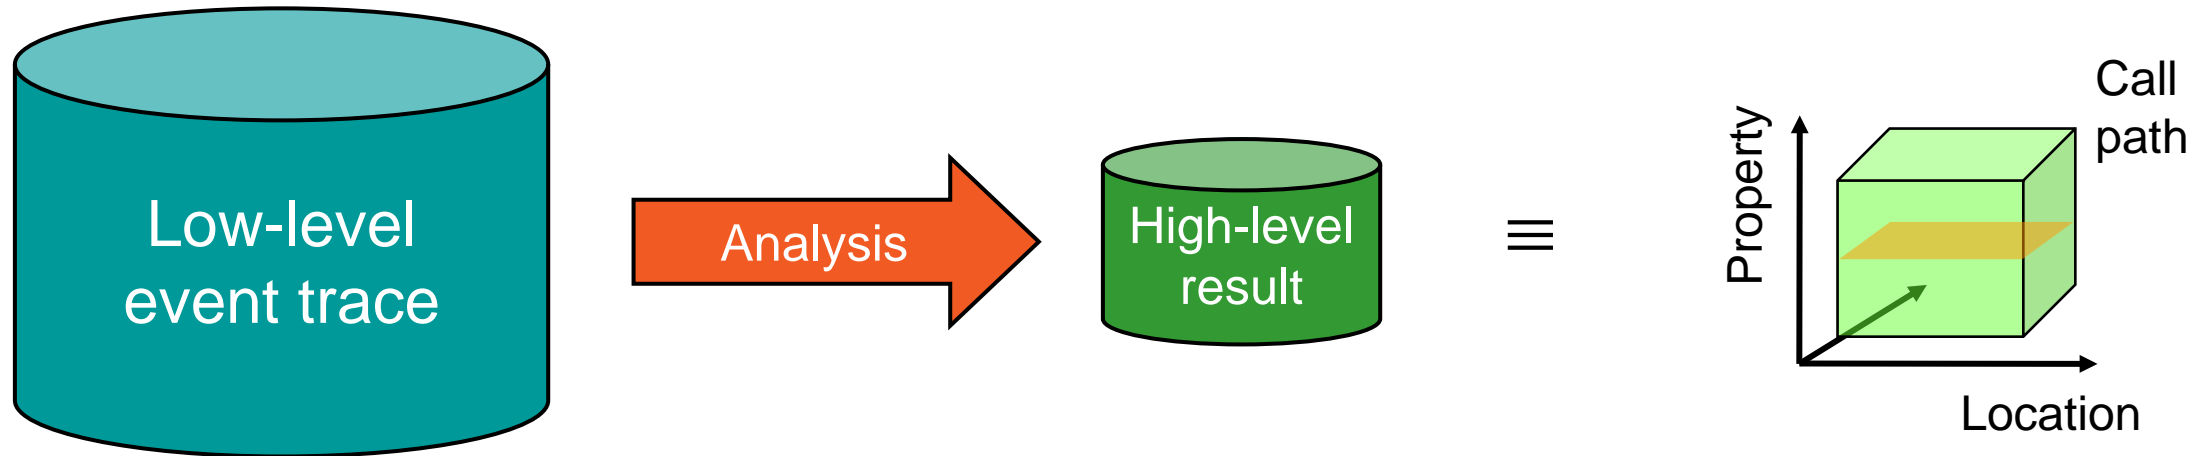 Low-level
event trace
Analysis
High-level
result
≡
Property
Call
path
Location